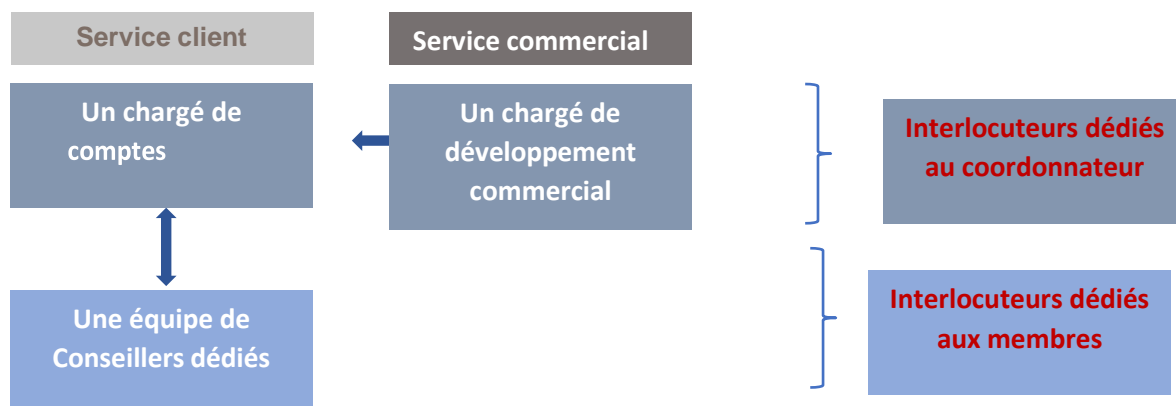 Service client
Service commercial
Un chargé de
comptes
Un chargé de
développement
commercial
Interlocuteurs dédiés
au coordonnateur
Une équipe de
Conseillers dédiés
Interlocuteurs dédiés
aux membres